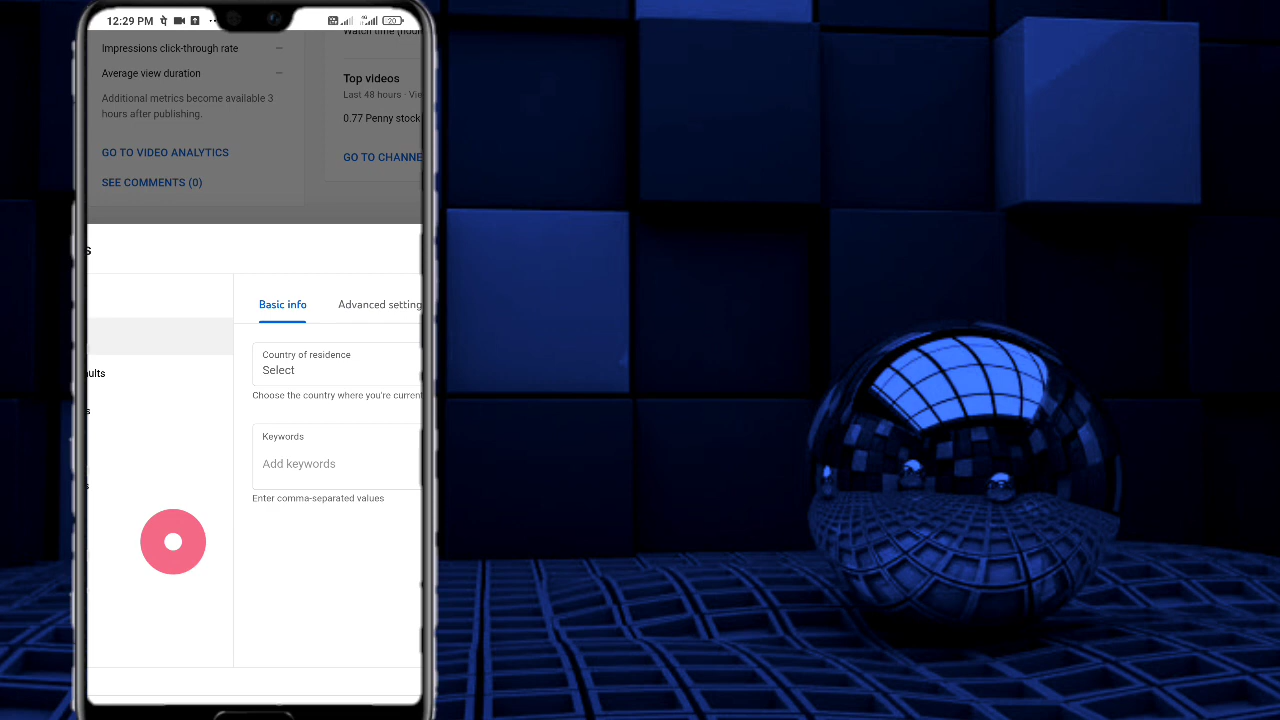 12:29 PM
20
Impressions click-through rate
Average view duration
Additional metrics become available 3
hours after publishing.
GO TO VIDEO ANALYTICS
SEE COMMENTS (0)
Watch time (hour
Top videos
Last 48 hours · Vie
0.77 Penny stock
GO TO CHANNE
s
ults
s
s
Basic info
Advanced setting
Country of residence
Select
Choose the country where you're current
Keywords
Add keywords
Enter comma-separated values